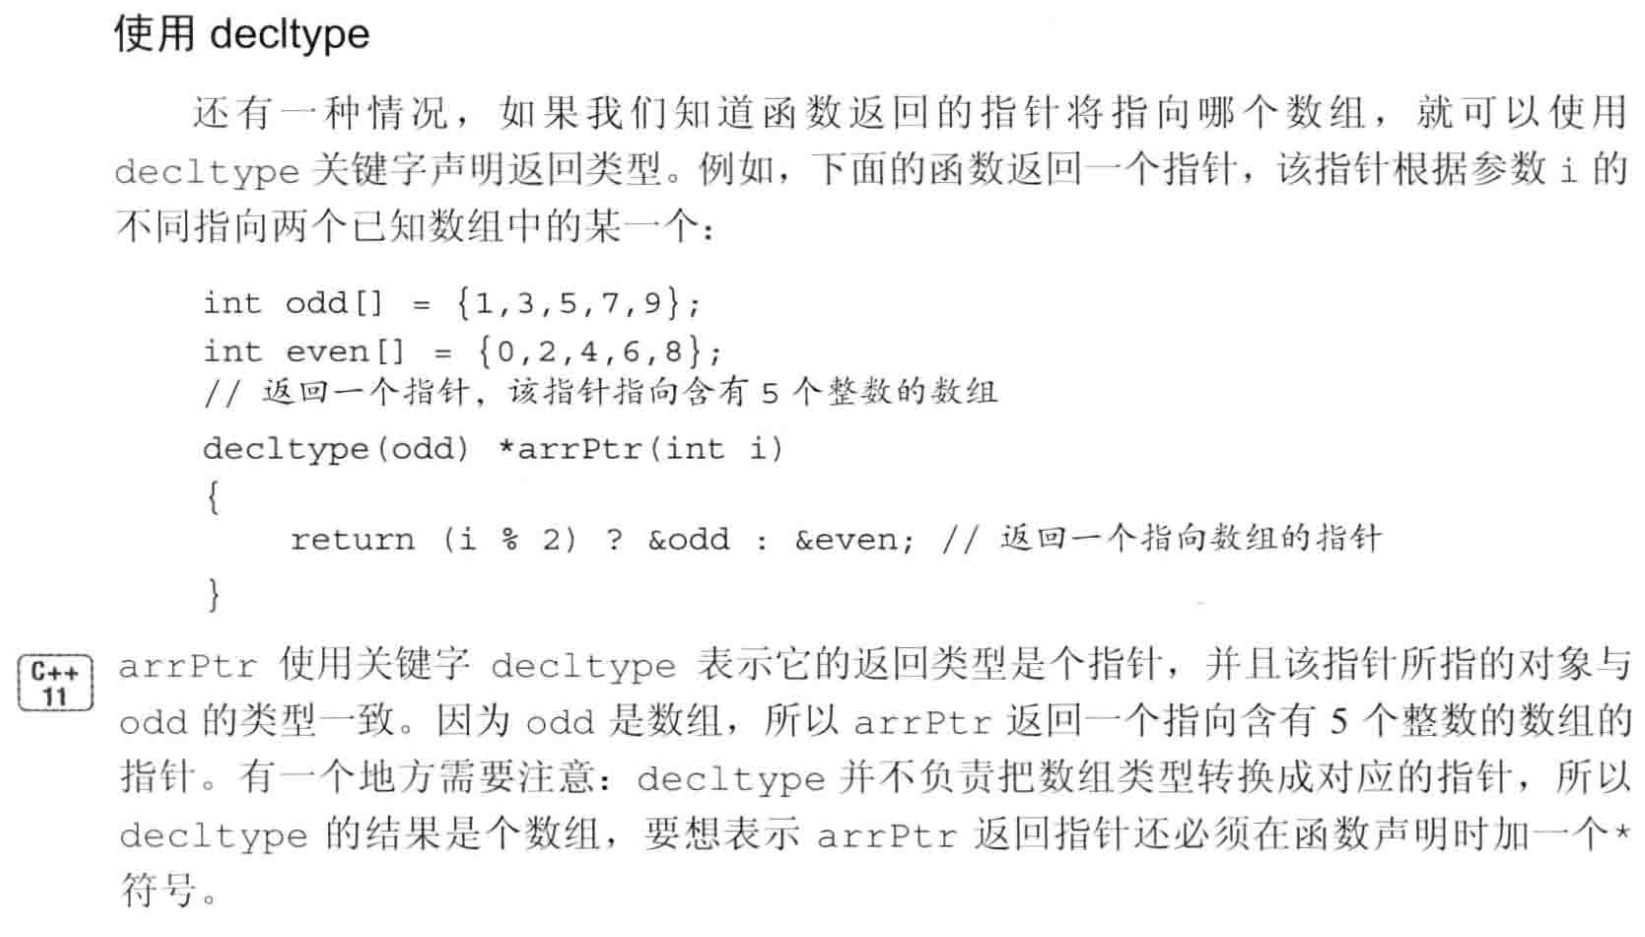 使用 decltype
还有一种情况，如果我们知道函数返回的指针将指向哪个数组，就可以使用
decltype 关键字声明返回类型。例如，下面的函数返回一个指针，该指针根据参数 i 的
不同指向两个已知数组中的某一个：
int odd[] = {1,3,5,7,9};
int even[] = {0,2,4,6,8};
// 返回一个指针，该指针指向含有 5 个整数的数组
decltype(odd) *arrPtr(int i)
{
return (i % 2) ? &odd : &even; // 返回一个指向数组的指针
}
C++
11
arrPtr 使用关键字 decltype 表示它的返回类型是个指针，并且该指针所指的对象与
odd 的类型一致。因为 odd 是数组，所以 arrPtr 返回一个指向含有 5 个整数的数组的
指针。有一个地方需要注意：decltype 并不负责把数组类型转换成对应的指针，所以
decltype 的结果是个数组，要想表示 arrPtr 返回指针还必须在函数声明时加一个*
符号。